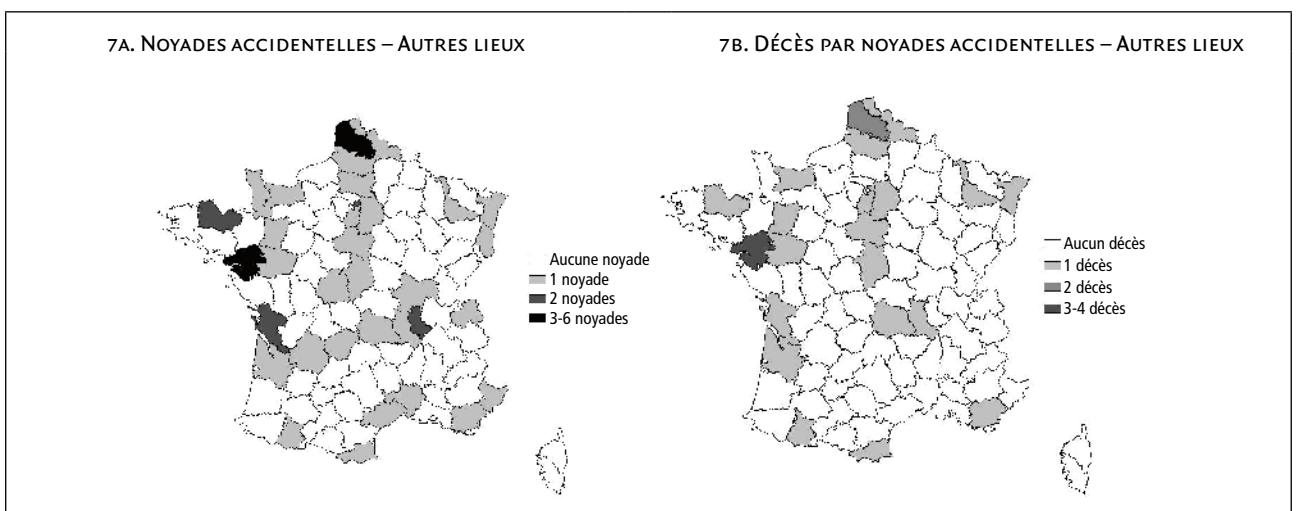 7A. Noyades accidentelles – Autres lieux
Aucune noyade
1 noyade
2 noyades
3-6 noyades
7B. Décès par noyades accidentelles – Autres lieux
Aucun décès
1 décès
2 décès
3-4 décès